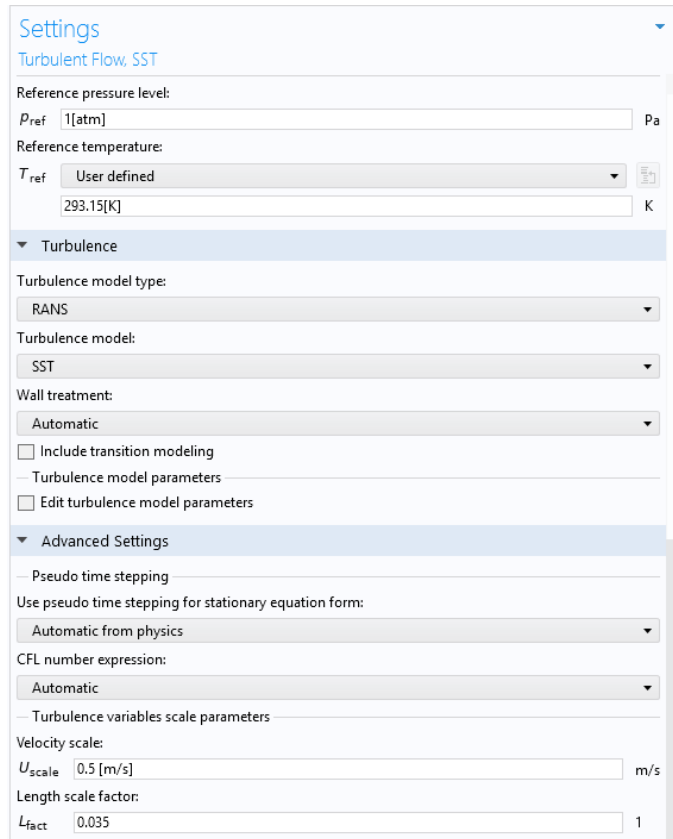 Settings
Turbulent Flow, SST
Reference pressure level:
pref 1[atm] Pa
Reference temperature:
Tref User defined
293.15[K] K
Turbulence
Turbulence model type:
RANS
Turbulence model:
SST
Wall treatment:
Automatic
Include transition modeling
Turbulence model parameters
Edit turbulence model parameters
Advanced Settings
Pseudo time stepping
Use pseudo time stepping for stationary equation form:
Automatic from physics
CFL number expression:
Automatic
Turbulence variables scale parameters
Velocity scale:
Uscale 0.5 [m/s] m/s
Length scale factor:
Lfact 0.035 1